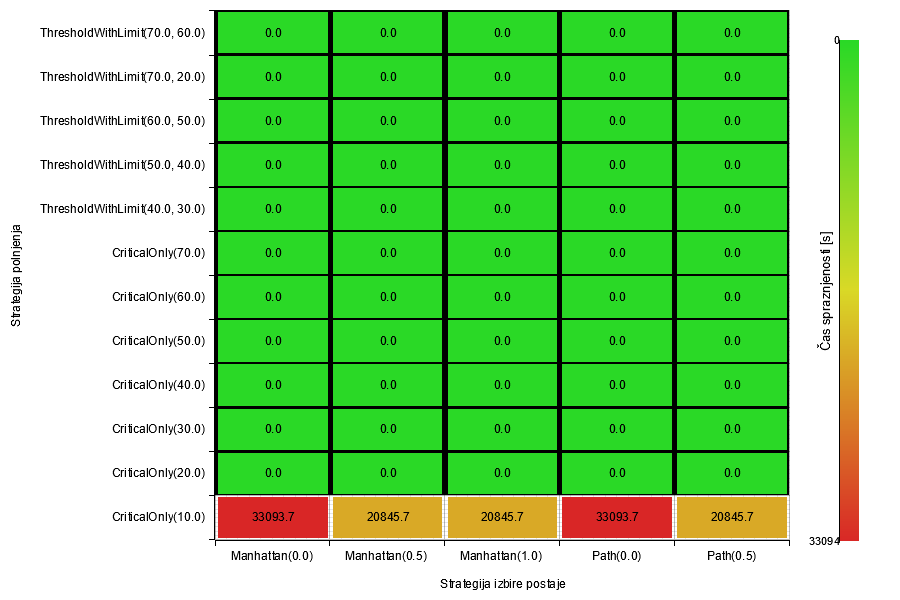 ThresholdWithLimit(70.0, 60.0) 0.0 0.0 0.0 0.0 0.0
ThresholdWithLimit(70.0, 20.0) 0.0 0.0 0.0 0.0 0.0
ThresholdWithLimit(60.0, 50.0) 0.0 0.0 0.0 0.0 0.0
ThresholdWithLimit(50.0, 40.0) 0.0 0.0 0.0 0.0 0.0
ThresholdWithLimit(40.0, 30.0) 0.0 0.0 0.0 0.0 0.0
CriticalOnly(70.0) 0.0 0.0 0.0 0.0 0.0
CriticalOnly(60.0) 0.0 0.0 0.0 0.0 0.0
CriticalOnly(50.0) 0.0 0.0 0.0 0.0 0.0
CriticalOnly(40.0) 0.0 0.0 0.0 0.0 0.0
CriticalOnly(30.0) 0.0 0.0 0.0 0.0 0.0
CriticalOnly(20.0) 0.0 0.0 0.0 0.0 0.0
CriticalOnly(10.0) 33093.7 20845.7 20845.7 33093.7 20845.7
Manhattan(0.0) Manhattan(0.5) Manhattan(1.0) Path(0.0) Path(0.5)
Strategija izbire postaje
Strategija polnjenja
0
33094
Čas spraznjenosti [s]